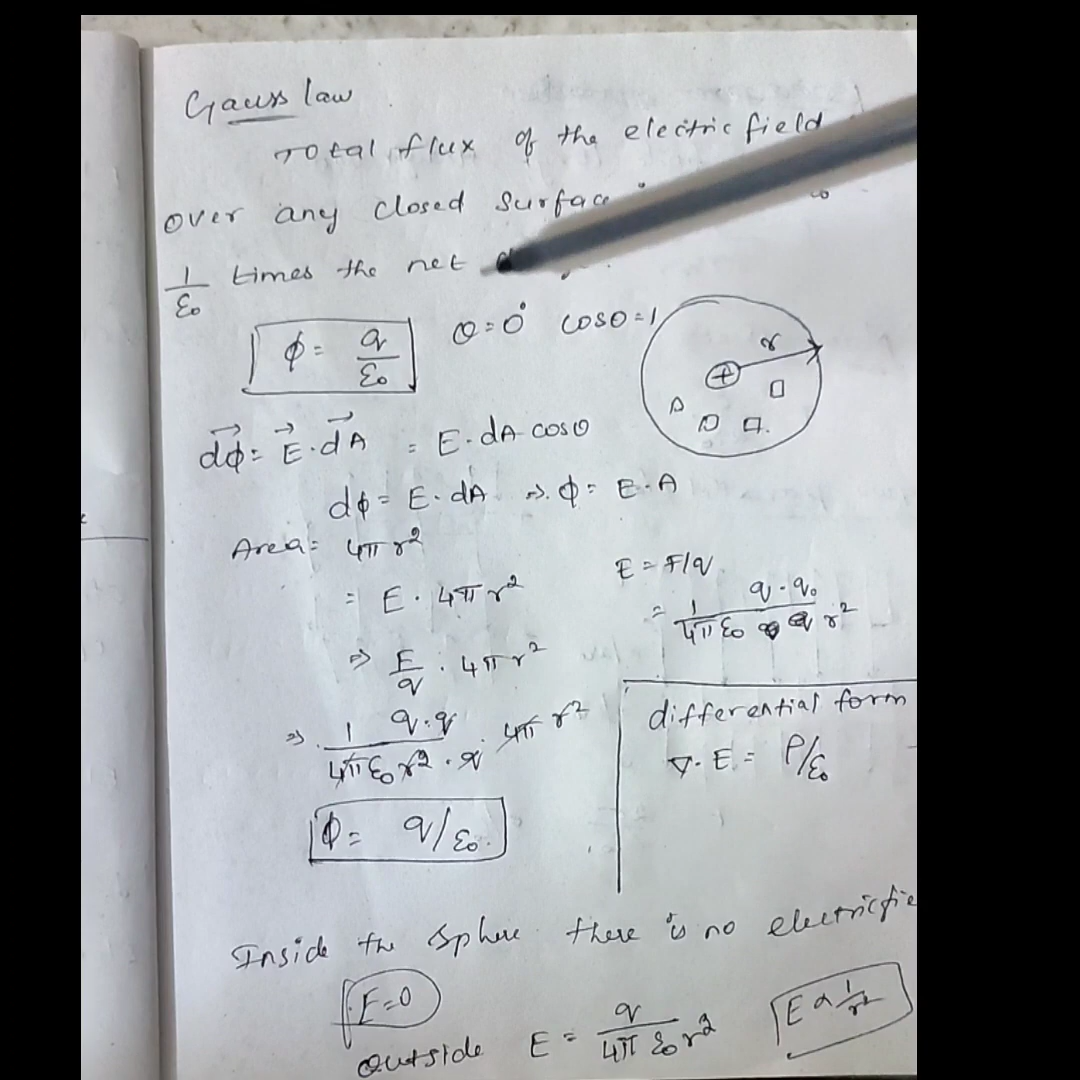 Gauss law
Total flux of the electric field
over any closed surface
1/ε₀ times the net
ϕ = q/ε₀   θ = 0°   cosθ = 1
r
+
dϕ⃗ = E⃗ · dA⃗ = E · dA cosθ
dϕ = E · dA ⇒ ϕ = E · A
Area = 4πr²
= E · 4πr²
E = F/q
= 1/4πε₀ q·q₀/q r²
⇒ F/q · 4πr²
⇒ 1/4πε₀r² q·q/q · 4πr²
ϕ = q/ε₀
differential form
∇ · E = ρ/ε₀
Inside the sphere there is no electric fie
E = 0
outside E = q/4πε₀r²   E ∝ 1/r²